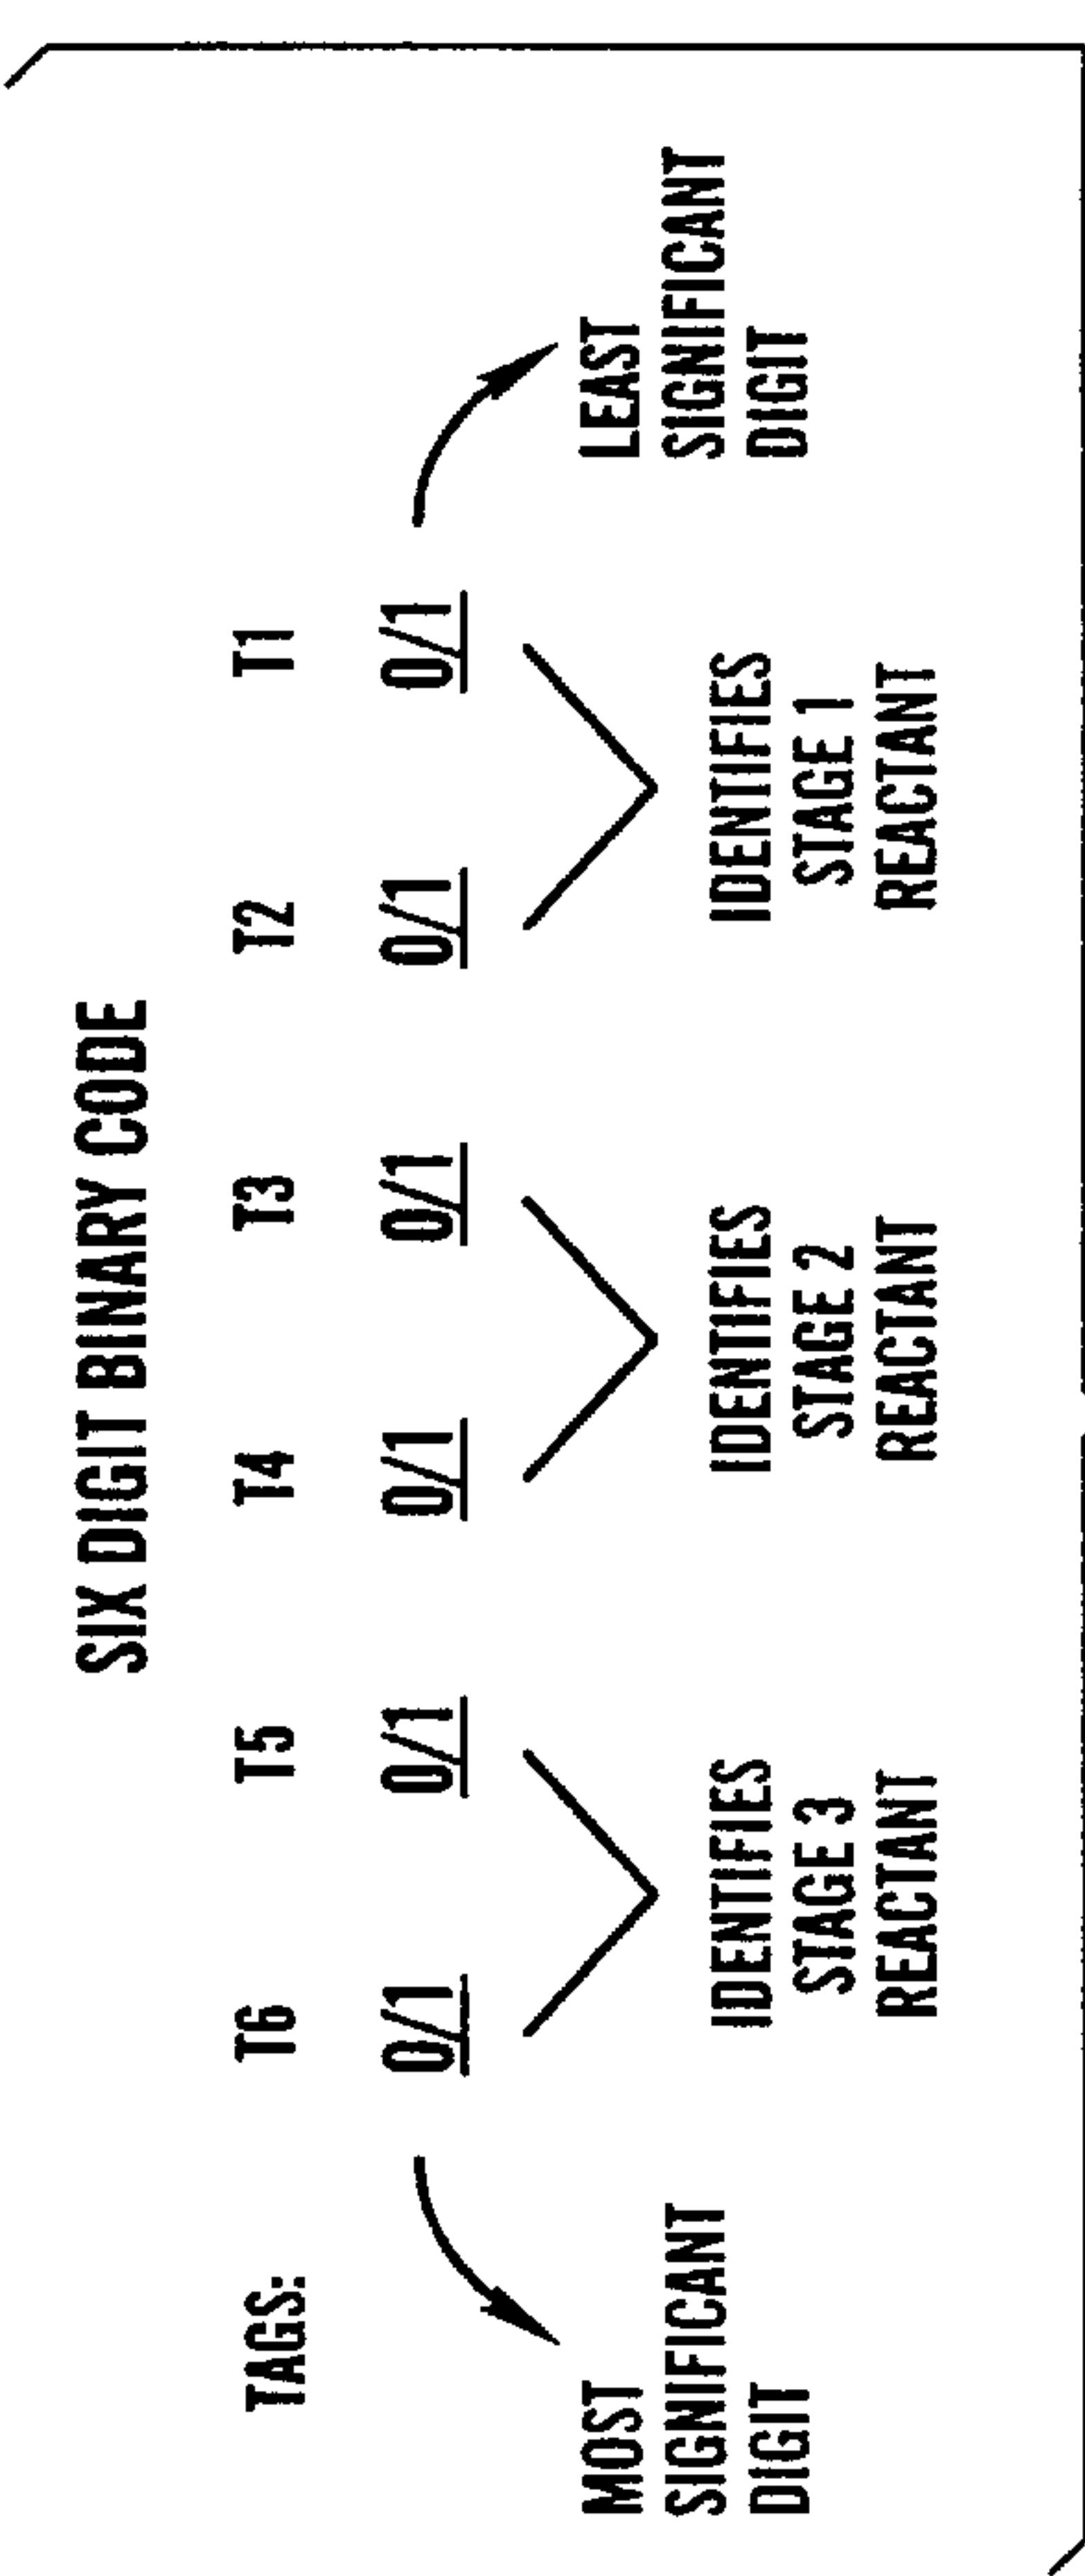 SIX DIGIT BINARY CODE
TAGS: T6 T5 T4 T3 T2 T1
0/1 0/1 0/1 0/1 0/1 0/1
MOST
SIGNIFICANT
DIGIT
LEAST
SIGNIFICANT
DIGIT
IDENTIFIES
STAGE 3
REACTANT
IDENTIFIES
STAGE 2
REACTANT
IDENTIFIES
STAGE 1
REACTANT